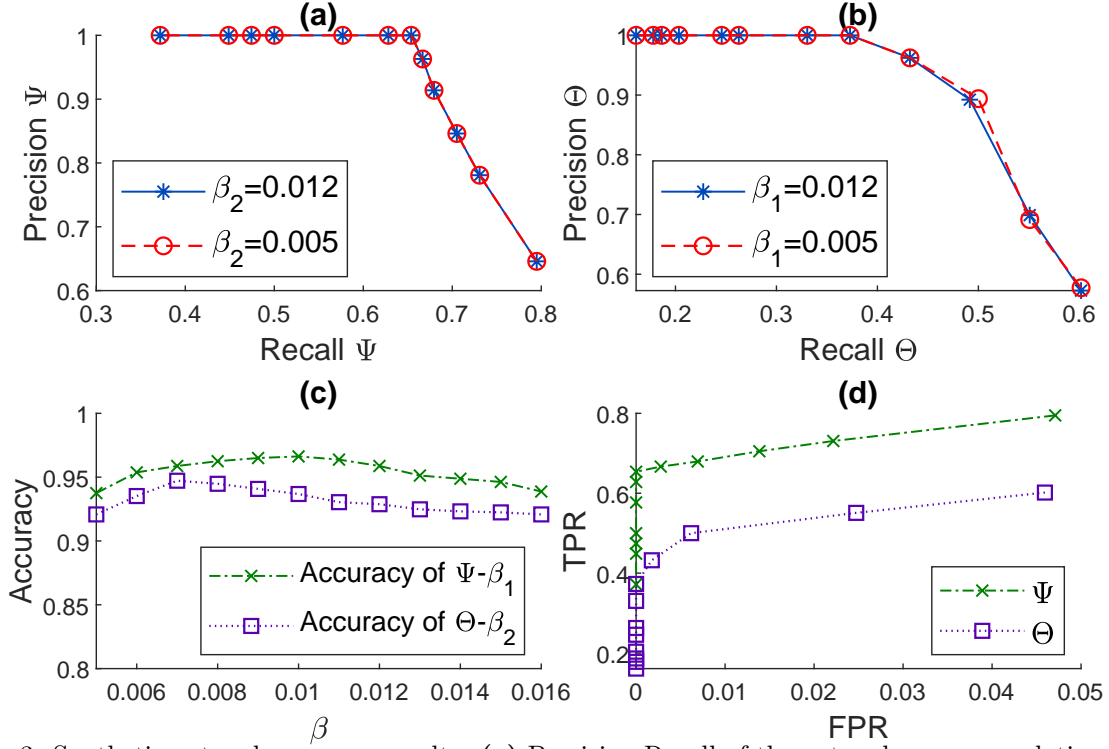 (a)
1
0.9
0.8
0.7
0.6
Precision Ψ
β2=0.012
β2=0.005
0.3 0.4 0.5 0.6 0.7 0.8
Recall Ψ
(b)
1
0.9
0.8
0.7
0.6
Precision Θ
β1=0.012
β1=0.005
0.2 0.3 0.4 0.5 0.6
Recall Θ
(c)
1
0.95
0.9
0.85
0.8
Accuracy
Accuracy of Ψ-β1
Accuracy of Θ-β2
0.006 0.008 0.01 0.012 0.014 0.016
β
(d)
0.8
0.6
0.4
0.2
TPR
Ψ
Θ
0 0.01 0.02 0.03 0.04 0.05
FPR